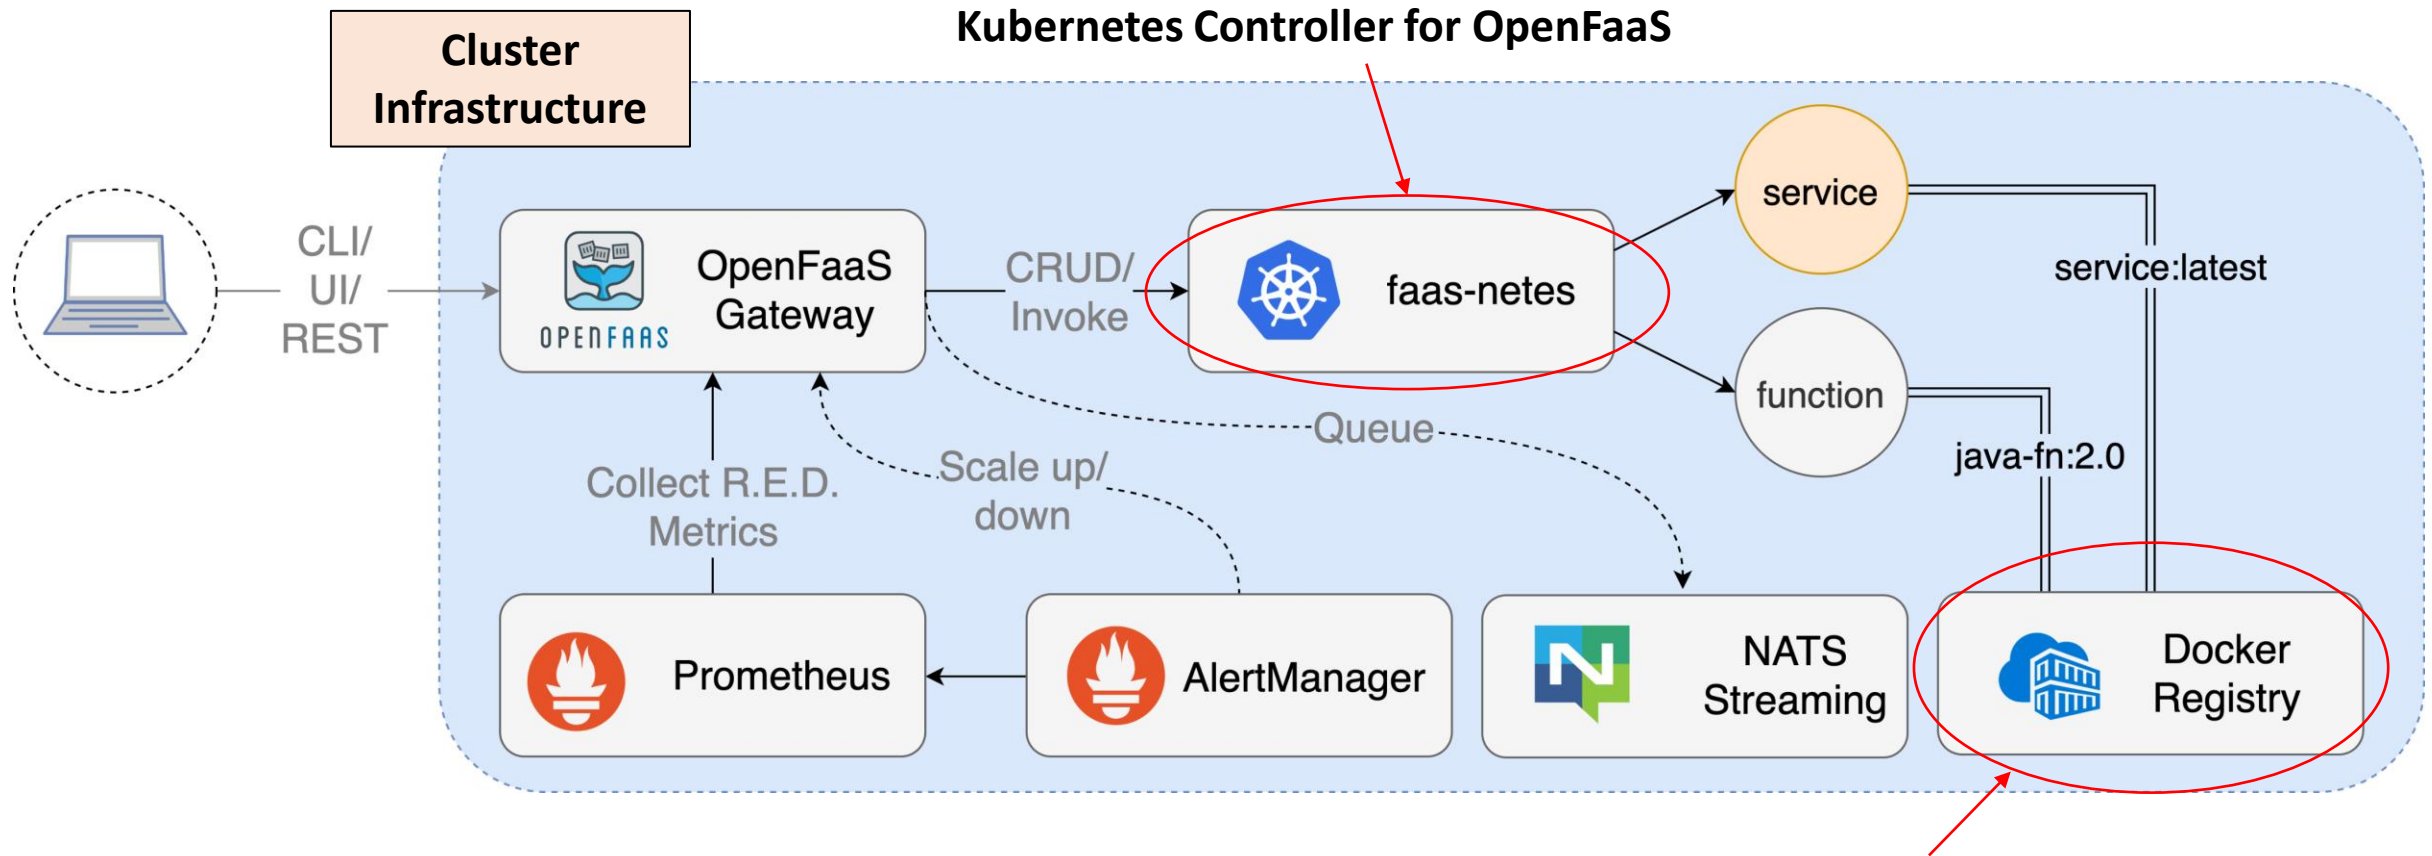 Kubernetes Controller for OpenFaaS
Cluster
Infrastructure
CLI/
UI/
REST
OPENFAAS
OpenFaaS
Gateway
CRUD/
Invoke
faas-netes
service
service:latest
function
java-fn:2.0
Queue
Scale up/
down
Collect R.E.D.
Metrics
Prometheus
AlertManager
NATS
Streaming
Docker
Registry